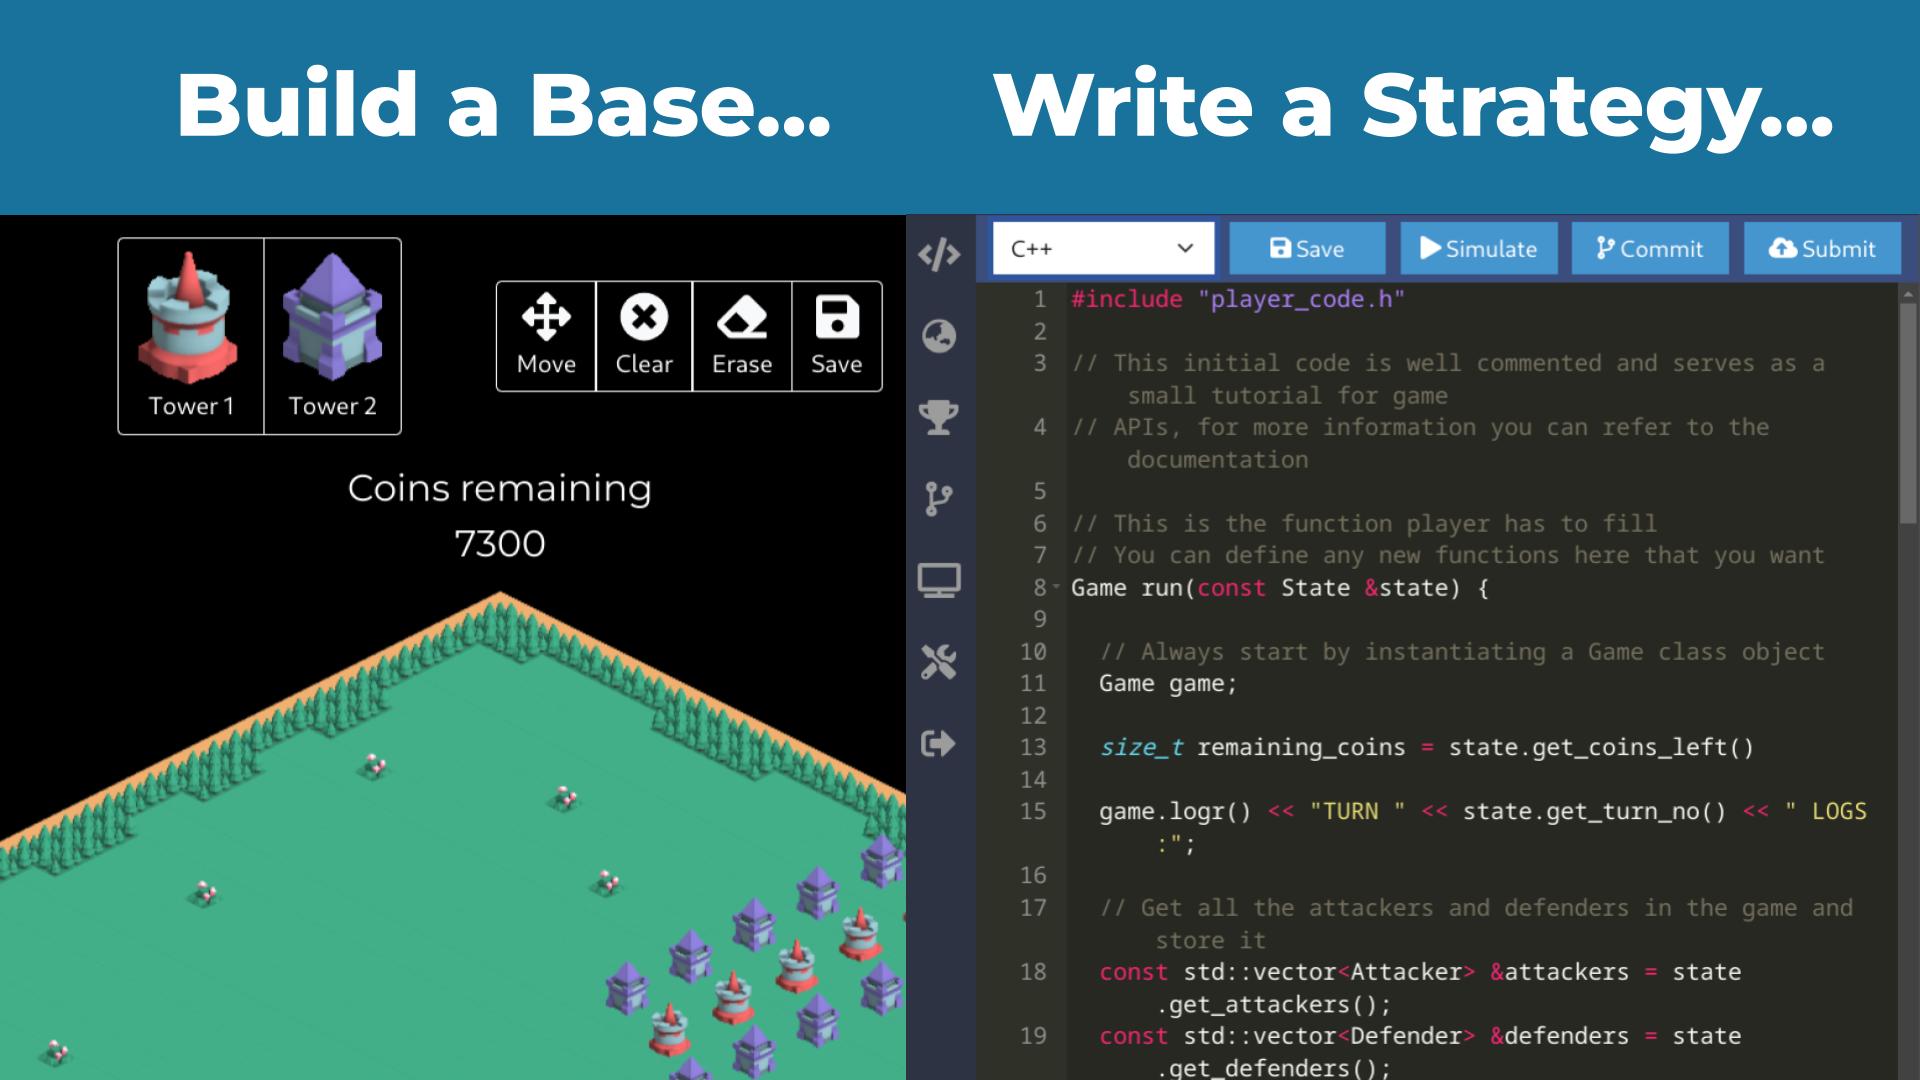 Build a Base...
Write a Strategy...
Tower 1
Tower 2
Move
Clear
Erase
Save
Coins remaining
7300
C++
Save
Simulate
Commit
Submit
1 #include "player_code.h"
2
3 // This initial code is well commented and serves as a
small tutorial for game
4 // APIs, for more information you can refer to the
documentation
5
6 // This is the function player has to fill
7 // You can define any new functions here that you want
8 Game run(const State &state) {
9
10 // Always start by instantiating a Game class object
11 Game game;
12
13 size_t remaining_coins = state.get_coins_left()
14
15 game.logr() << "TURN " << state.get_turn_no() << " LOGS
:";
16
17 // Get all the attackers and defenders in the game and
store it
18 const std::vector<Attacker> &attackers = state
.get_attackers();
19 const std::vector<Defender> &defenders = state
.get_defenders();